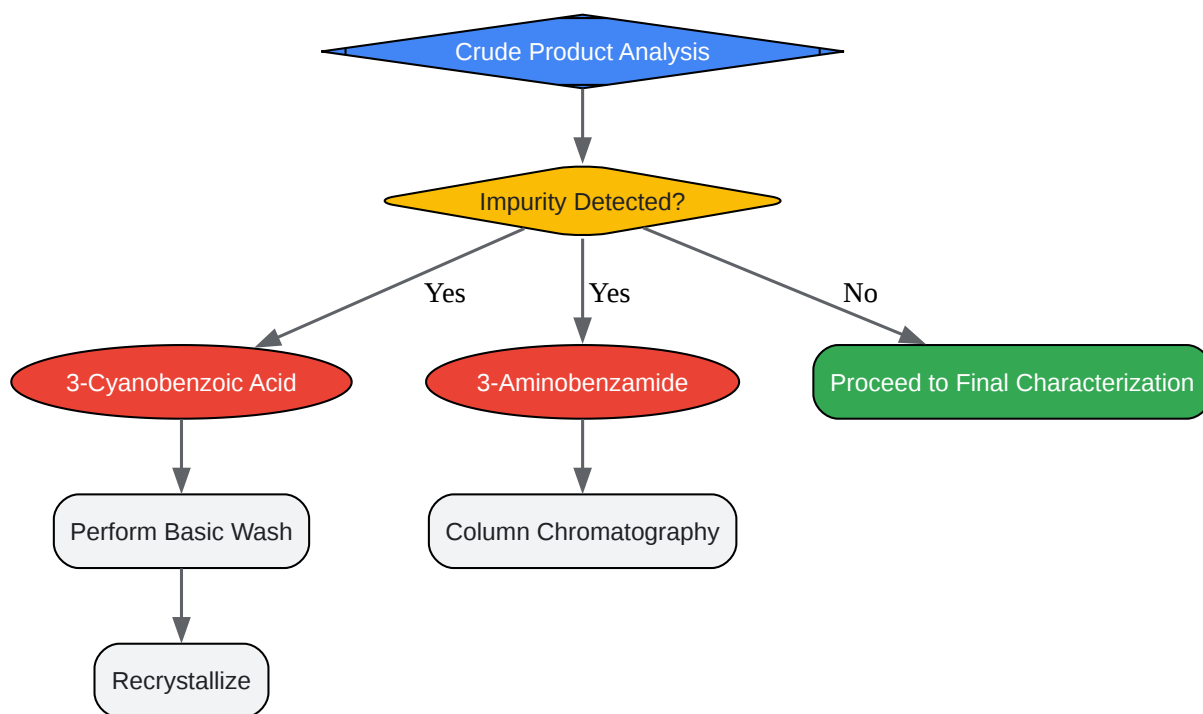 Crude Product Analysis
Impurity Detected?
Yes
Yes
No
3-Cyanobenzoic Acid
3-Aminobenzamide
Proceed to Final Characterization
Perform Basic Wash
Column Chromatography
Recrystallize